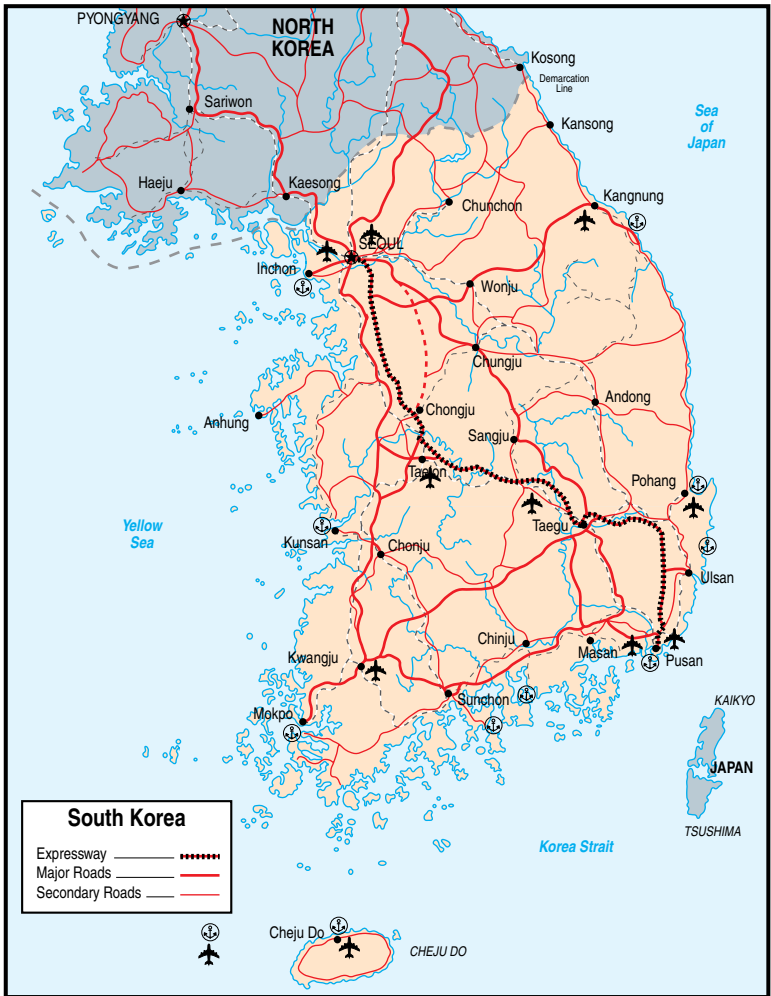 PYONGYANG
NORTH
KOREA
Kosong
Demarcation
Line
Sariwon
Sea
of
Japan
Kansong
Haeju
Kaesong
Chunchon
Kangnung
SEOUL
Inchon
Wonju
Chungju
Andong
Chongju
Anhung
Sangju
Taejon
Pohang
Yellow
Sea
Taegu
Kunsan
Chonju
Ulsan
Chinju
Masan
Kwangju
Pusan
Sunchon
Mokpo
KAIKYO
JAPAN
TSUSHIMA
Korea Strait
South Korea
Expressway
Major Roads
Secondary Roads
Cheju Do
CHEJU DO